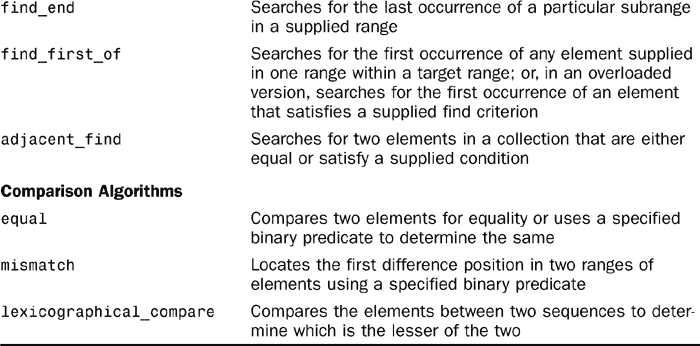 find_end Searches for the last occurrence of a particular subrange
in a supplied range
find_first_of Searches for the first occurrence of any element supplied
in one range within a target range; or, in an overloaded
version, searches for the first occurrence of an element
that satisfies a supplied find criterion
adjacent_find Searches for two elements in a collection that are either
equal or satisfy a supplied condition
Comparison Algorithms
equal Compares two elements for equality or uses a specified
binary predicate to determine the same
mismatch Locates the first difference position in two ranges of
elements using a specified binary predicate
lexicographical_compare Compares the elements between two sequences to deter-
mine which is the lesser of the two